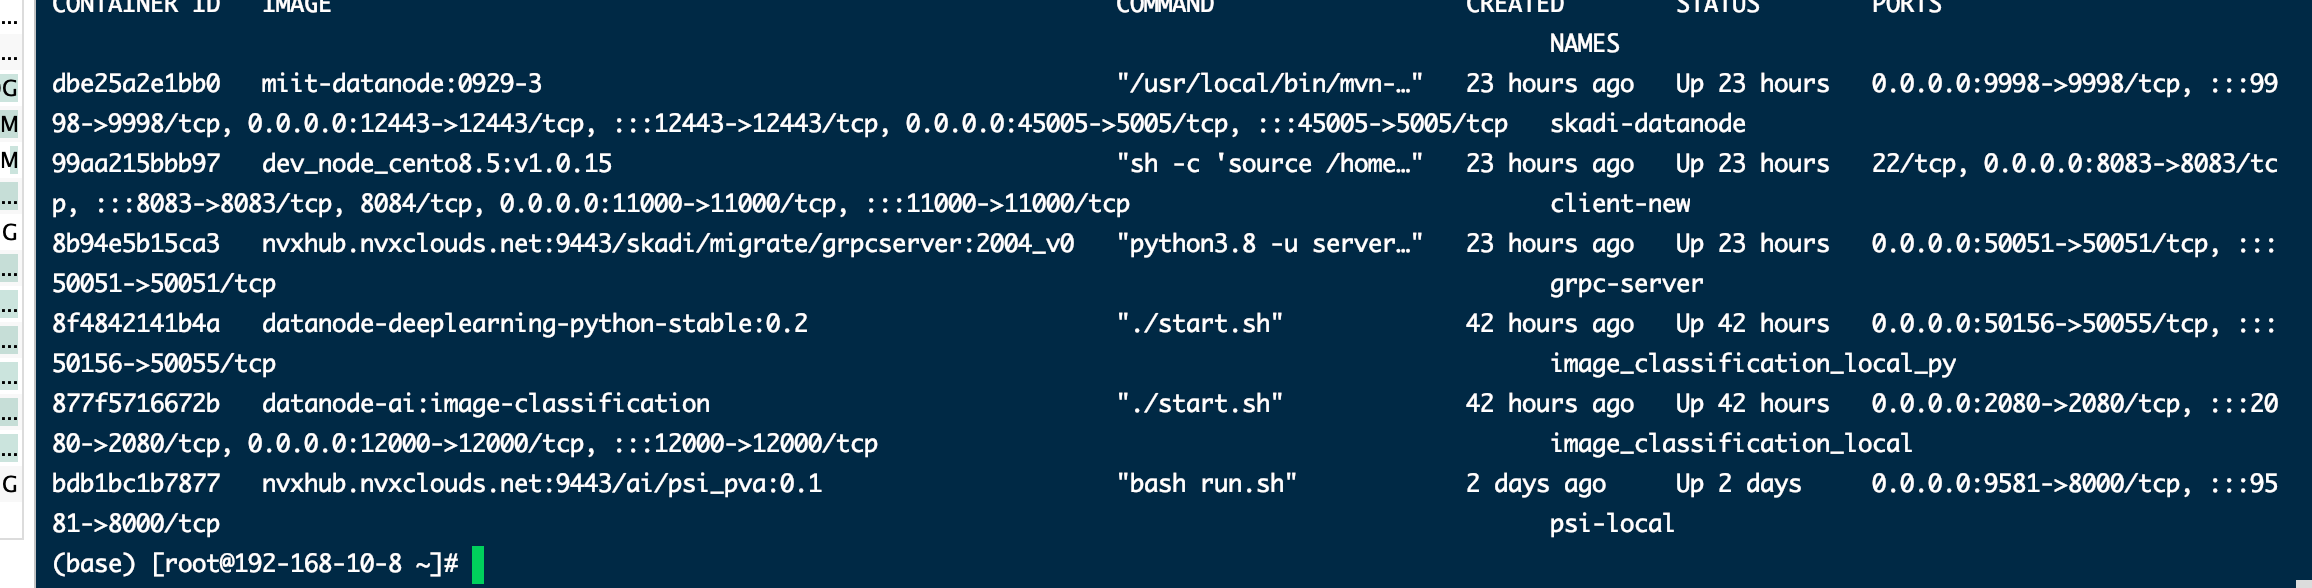 CONTAINER ID   IMAGE                                                        COMMAND                  CREATED        STATUS        PORTS
NAMES
dbe25a2e1bb0   miit-datanode:0929-3                                         "/usr/local/bin/mvn-…"   23 hours ago   Up 23 hours   0.0.0.0:9998->9998/tcp, :::99
98->9998/tcp, 0.0.0.0:12443->12443/tcp, :::12443->12443/tcp, 0.0.0.0:45005->5005/tcp, :::45005->5005/tcp   skadi-datanode
99aa215bbb97   dev_node_cento8.5:v1.0.15                                    "sh -c 'source /home…"   23 hours ago   Up 23 hours   22/tcp, 0.0.0.0:8083->8083/tc
p, :::8083->8083/tcp, 8084/tcp, 0.0.0.0:11000->11000/tcp, :::11000->11000/tcp                              client-new
8b94e5b15ca3   nvxhub.nvxclouds.net:9443/skadi/migrate/grpcserver:2004_v0   "python3.8 -u server…"   23 hours ago   Up 23 hours   0.0.0.0:50051->50051/tcp, :::
50051->50051/tcp                                                                                           grpc-server
8f4842141b4a   datanode-deeplearning-python-stable:0.2                      "./start.sh"             42 hours ago   Up 42 hours   0.0.0.0:50156->50055/tcp, :::
50156->50055/tcp                                                                                           image_classification_local_py
877f5716672b   datanode-ai:image-classification                             "./start.sh"             42 hours ago   Up 42 hours   0.0.0.0:2080->2080/tcp, :::20
80->2080/tcp, 0.0.0.0:12000->12000/tcp, :::12000->12000/tcp                                                image_classification_local
bdb1bc1b7877   nvxhub.nvxclouds.net:9443/ai/psi_pva:0.1                     "bash run.sh"            2 days ago     Up 2 days     0.0.0.0:9581->8000/tcp, :::95
81->8000/tcp                                                                                               psi-local
(base) [root@192-168-10-8 ~]#